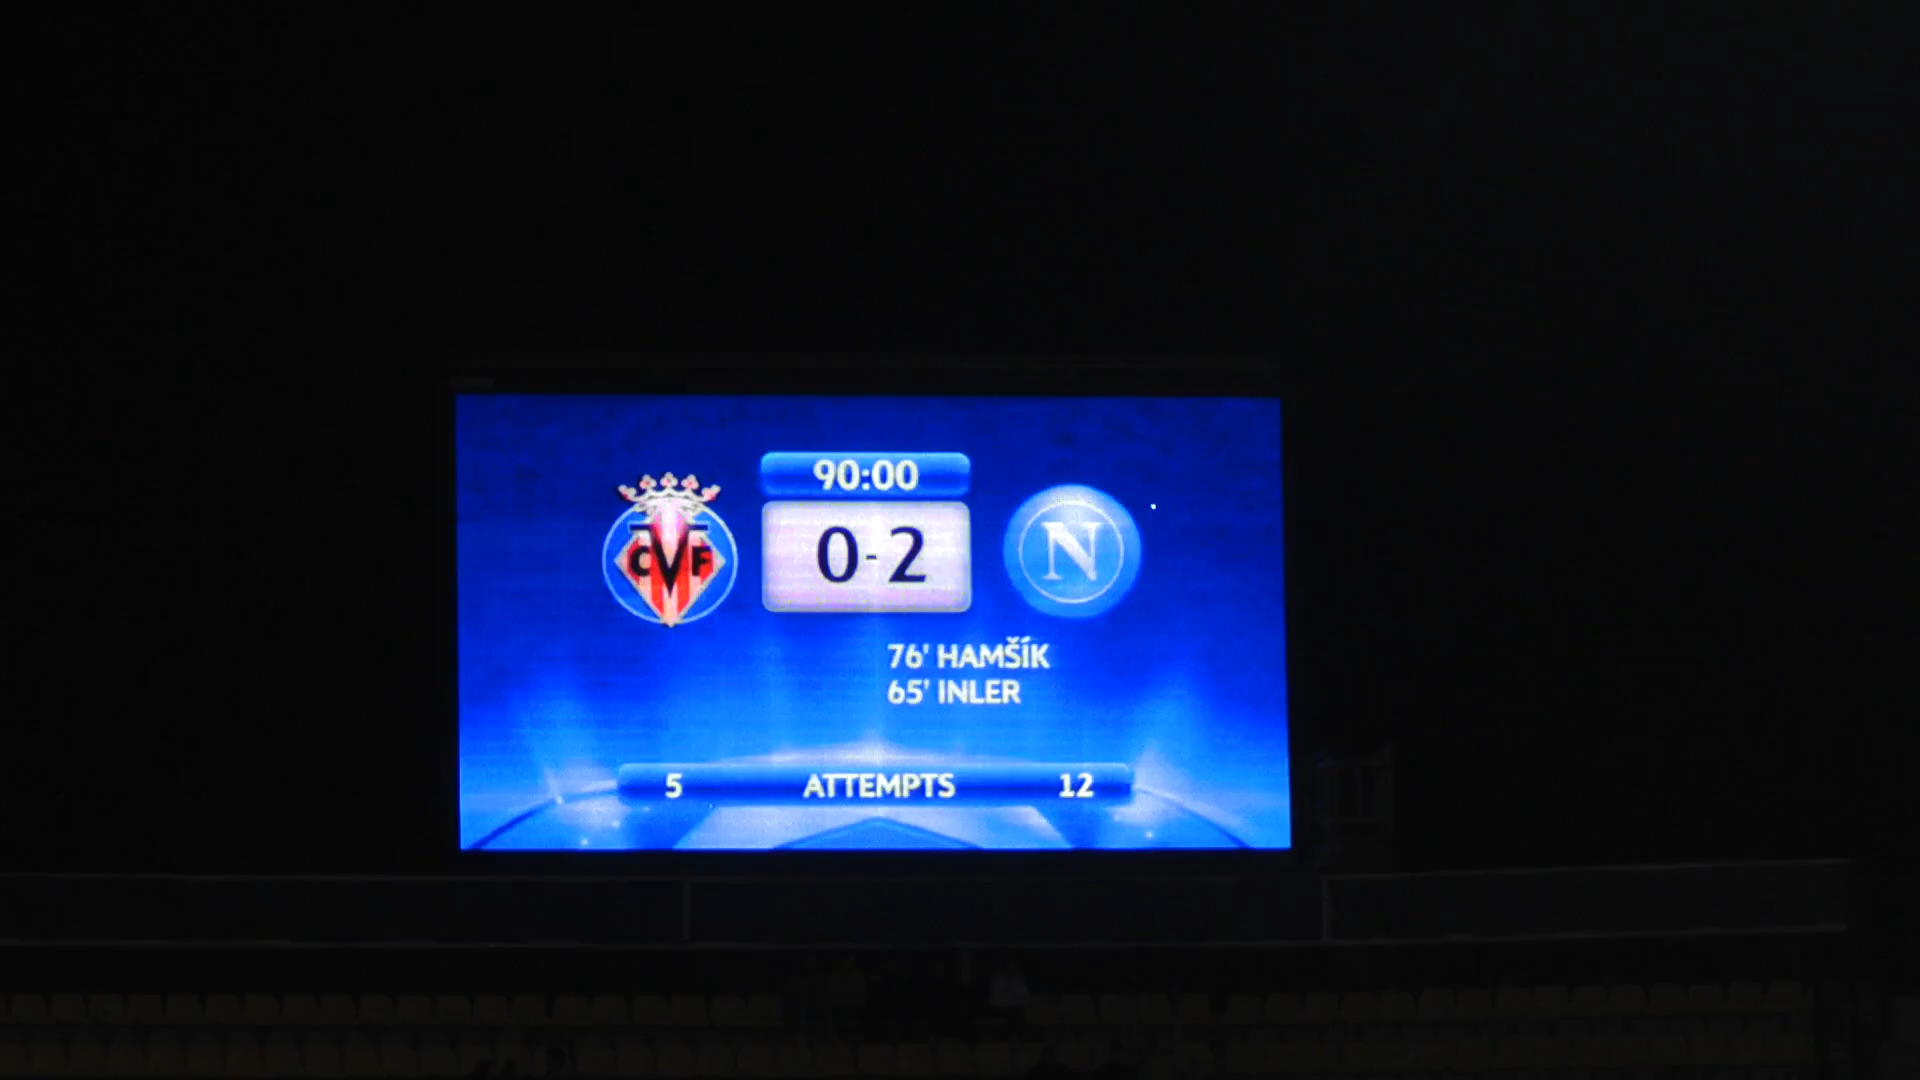 90:00
CVF
0-2
N
76' HAMŠÍK
65' INLER
5 ATTEMPTS 12